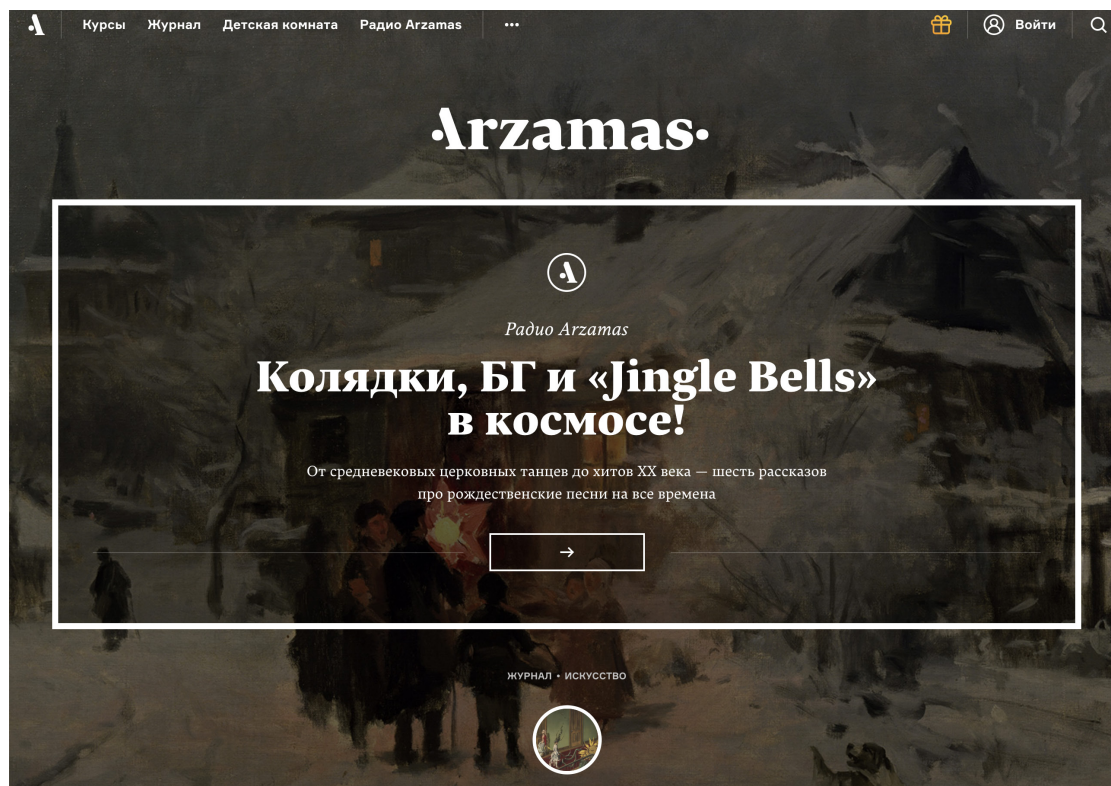 Курсы Журнал Детская комната Радио Arzamas ••• Войти
Arzamas
Радио Arzamas
Колядки, БГ и «Jingle Bells»
в космосе!
От средневековых церковных танцев до хитов XX века — шесть рассказов
про рождественские песни на все времена
ЖУРНАЛ • ИСКУССТВО